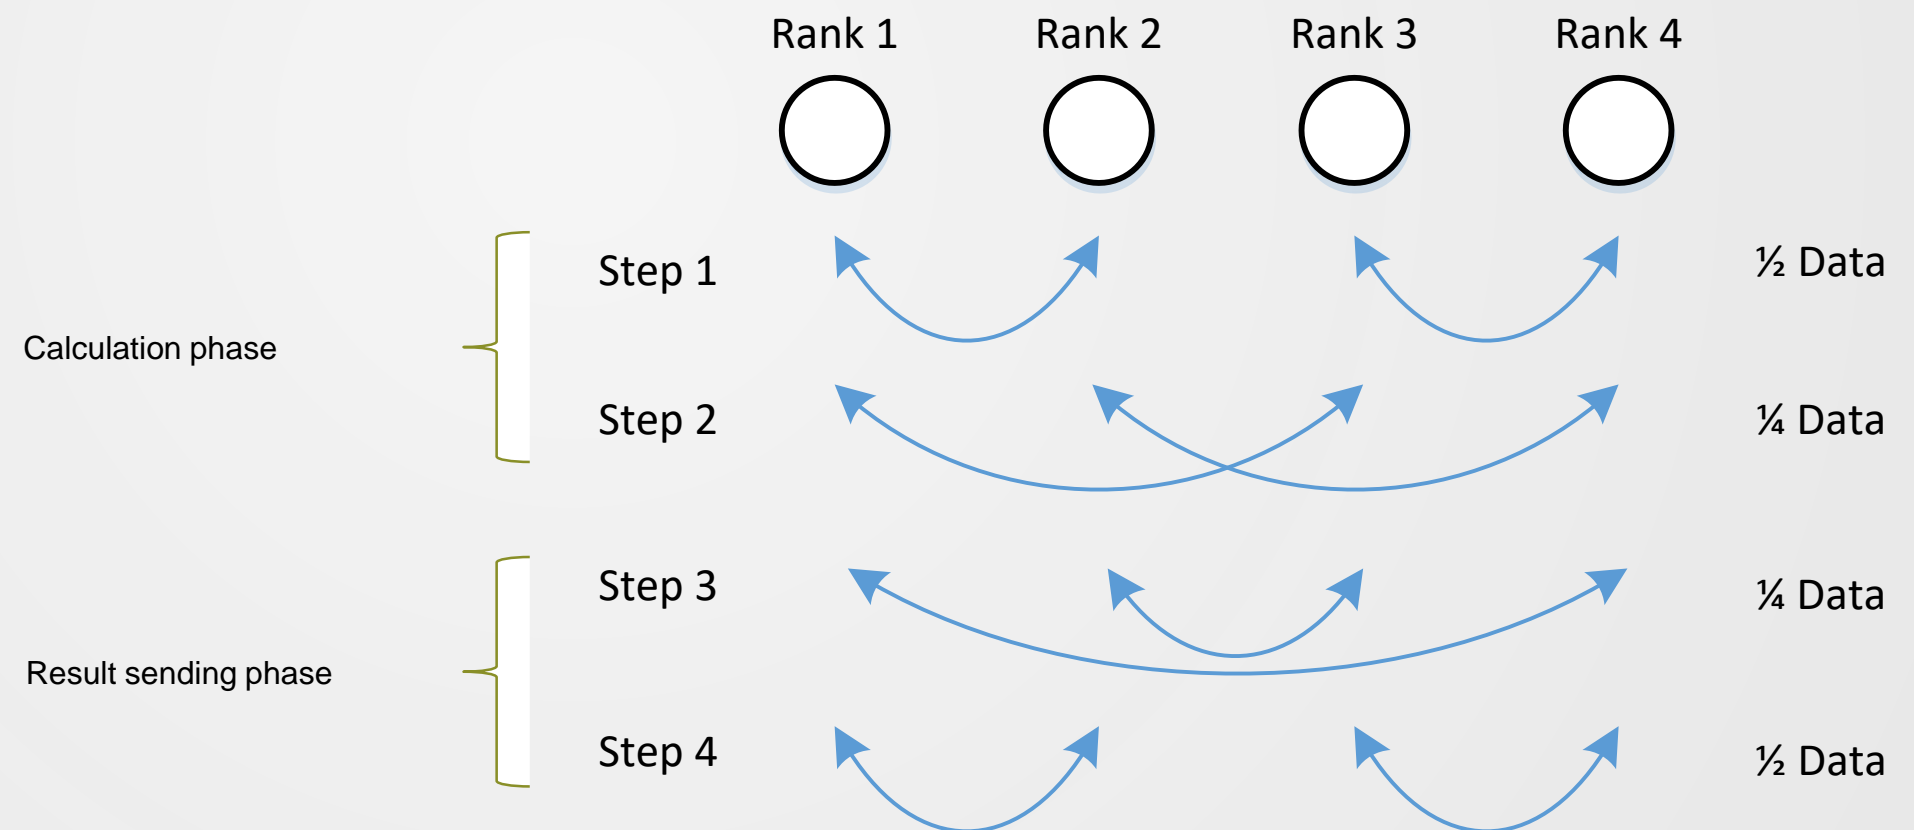 Rank 1 Rank 2 Rank 3 Rank 4
Step 1 ½ Data
Calculation phase
Step 2 ¼ Data
Step 3 ¼ Data
Result sending phase
Step 4 ½ Data